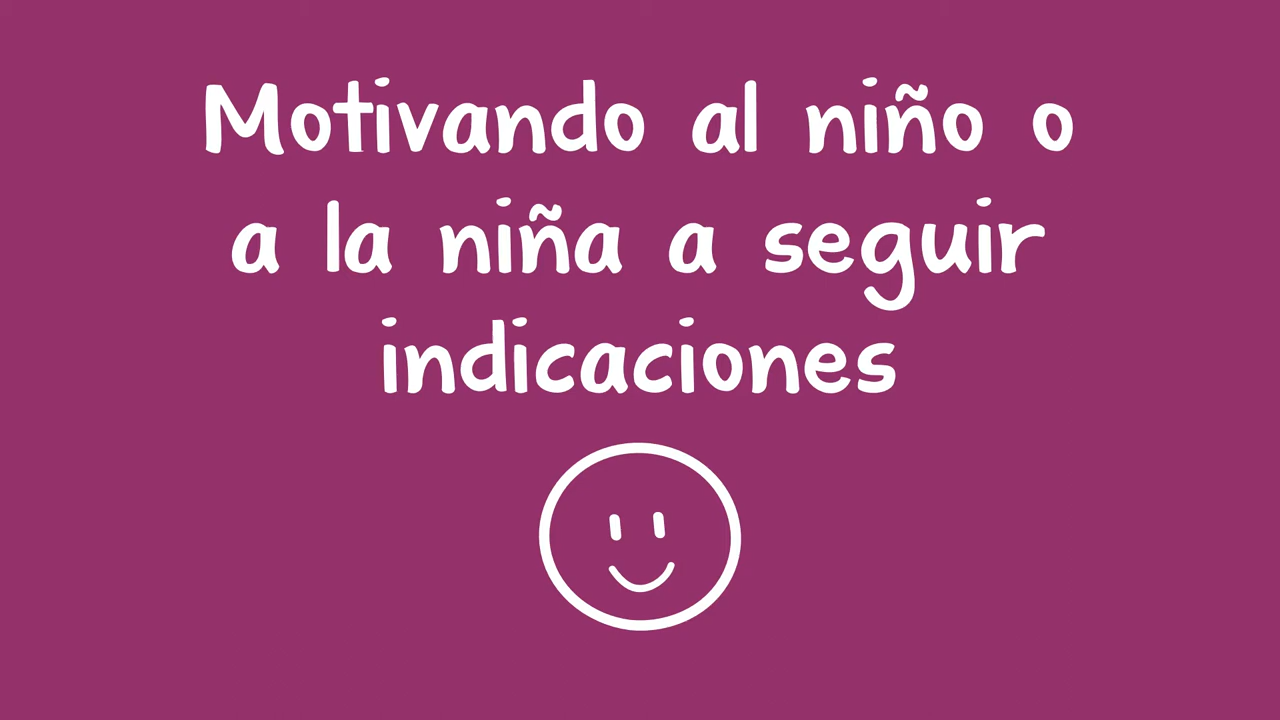 Motivando al niño o
a la niña a seguir
indicaciones